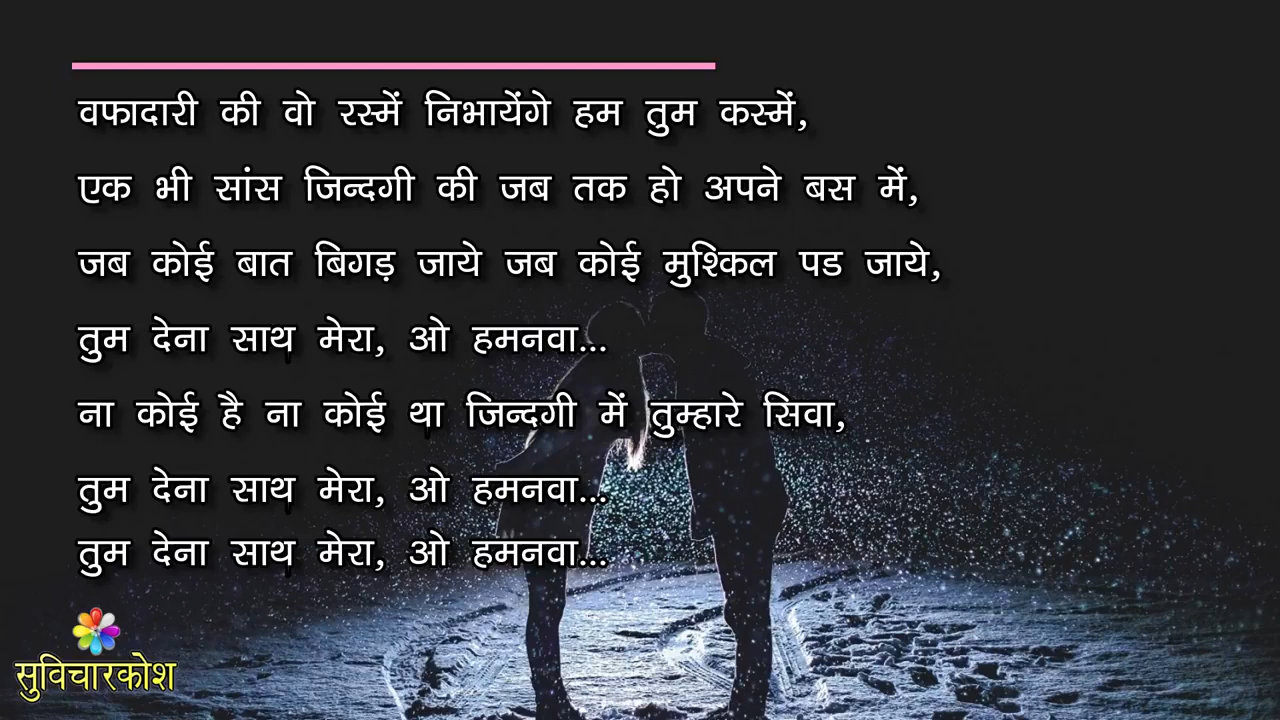 वफादारी की वो रस्में निभायेंगे हम तुम कस्में,
एक भी सांस जिन्दगी की जब तक हो अपने बस में,
जब कोई बात बिगड़ जाये जब कोई मुश्किल पड जाये,
तुम देना साथ मेरा, ओ हमनवा...
ना कोई है ना कोई था जिन्दगी में तुम्हारे सिवा,
तुम देना साथ मेरा, ओ हमनवा...
तुम देना साथ मेरा, ओ हमनवा...
सुविचारकोश